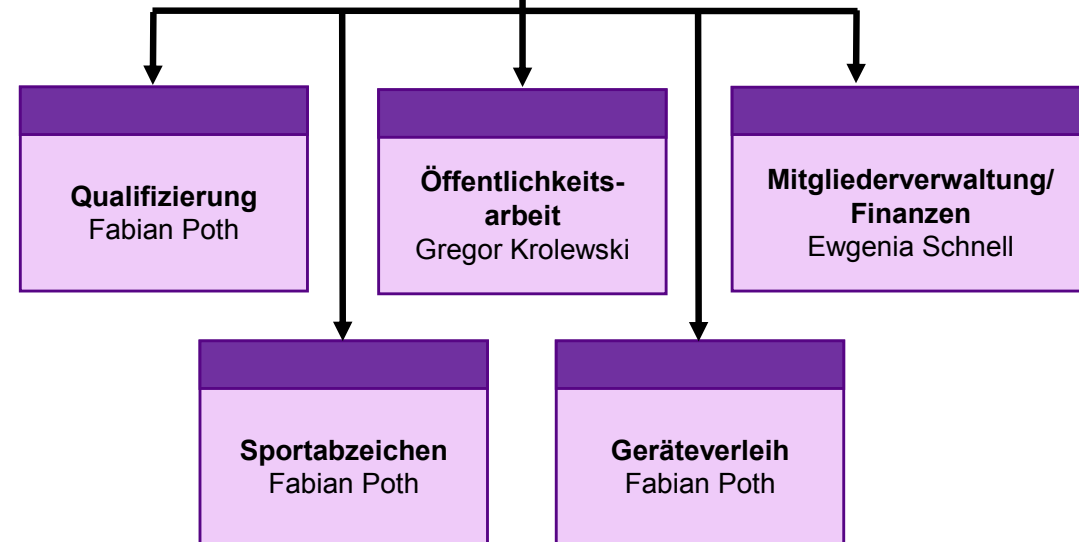 Qualifizierung
Fabian Poth
Öffentlichkeits-
arbeit
Gregor Krolewski
Mitgliederverwaltung/
Finanzen
Ewgenia Schnell
Sportabzeichen
Fabian Poth
Geräteverleih
Fabian Poth